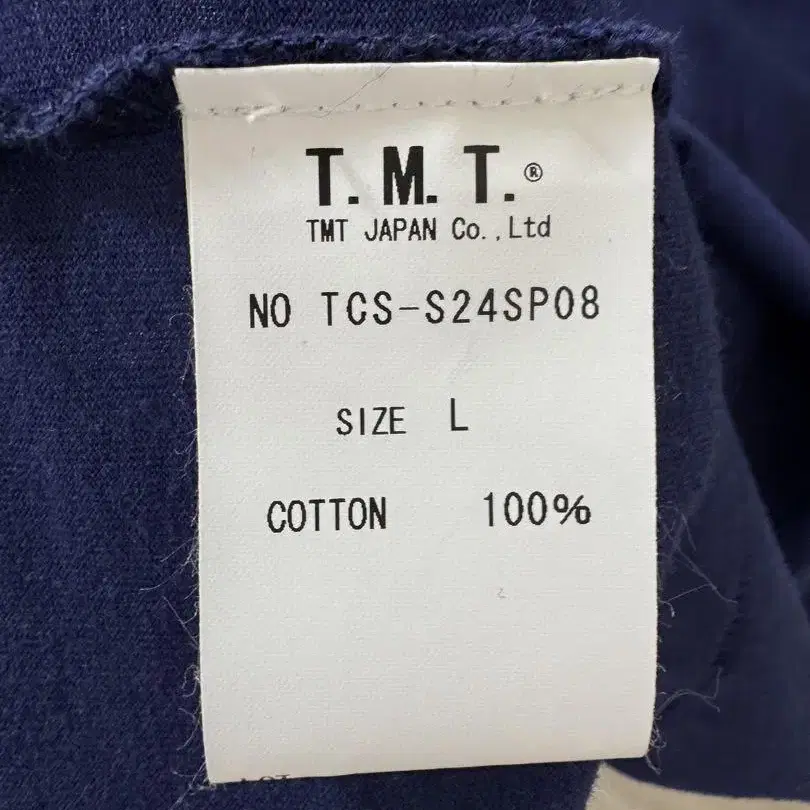 T. M. T.®
TMT JAPAN Co.,Ltd
NO TCS-S24SP08
SIZE L
COTTON 100%